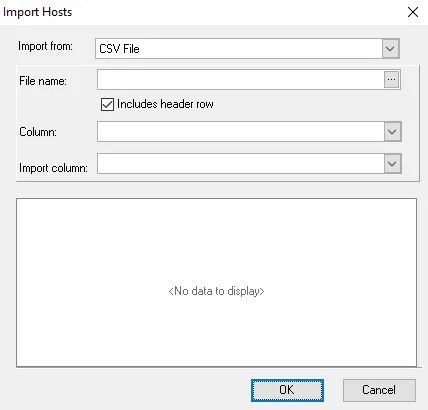 Import Hosts
Import from: CSV File
File name: ...
Includes header row
Column:
Import column:
<No data to display>
OK Cancel